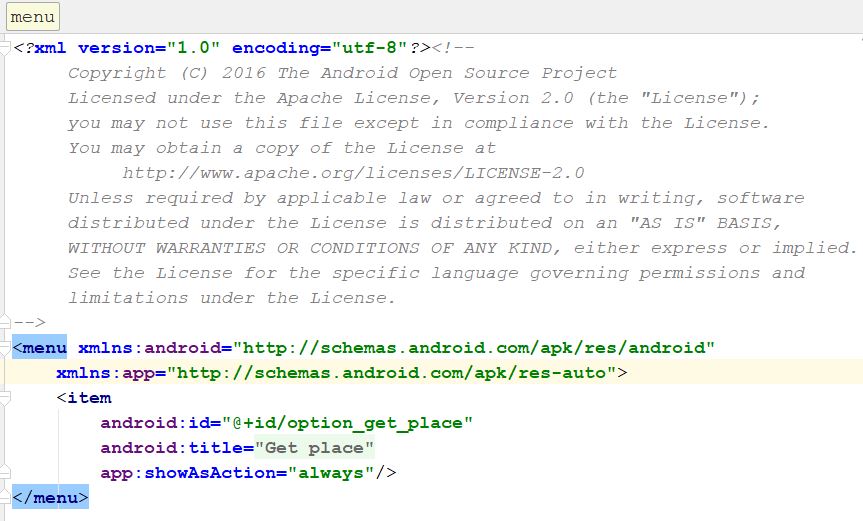 menu
<?xml version="1.0" encoding="utf-8"?><!--
Copyright (C) 2016 The Android Open Source Project
Licensed under the Apache License, Version 2.0 (the "License");
you may not use this file except in compliance with the License.
You may obtain a copy of the License at
http://www.apache.org/licenses/LICENSE-2.0
Unless required by applicable law or agreed to in writing, software
distributed under the License is distributed on an "AS IS" BASIS,
WITHOUT WARRANTIES OR CONDITIONS OF ANY KIND, either express or implied.
See the License for the specific language governing permissions and
limitations under the License.
-->
<menu xmlns:android="http://schemas.android.com/apk/res/android"
xmlns:app="http://schemas.android.com/apk/res-auto">
<item
android:id="@+id/option_get_place"
android:title="Get place"
app:showAsAction="always"/>
</menu>